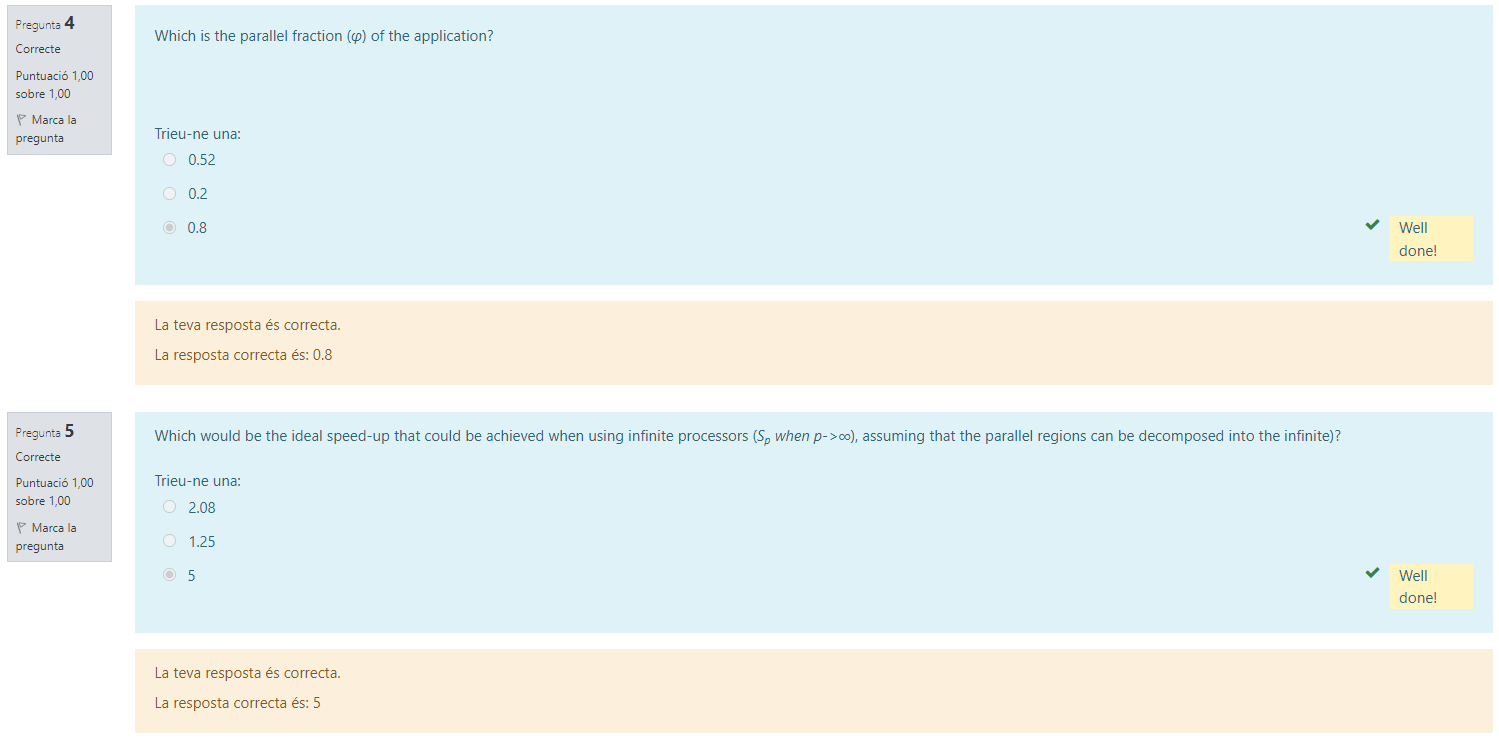 Pregunta 4
Correcte
Puntuació 1,00
sobre 1,00
Marca la
pregunta
Which is the parallel fraction (φ) of the application?
Trieu-ne una:
0.52
0.2
0.8
Well
done!
La teva resposta és correcta.
La resposta correcta és: 0.8
Pregunta 5
Correcte
Puntuació 1,00
sobre 1,00
Marca la
pregunta
Which would be the ideal speed-up that could be achieved when using infinite processors (Sp when p->∞), assuming that the parallel regions can be decomposed into the infinite)?
Trieu-ne una:
2.08
1.25
5
Well
done!
La teva resposta és correcta.
La resposta correcta és: 5